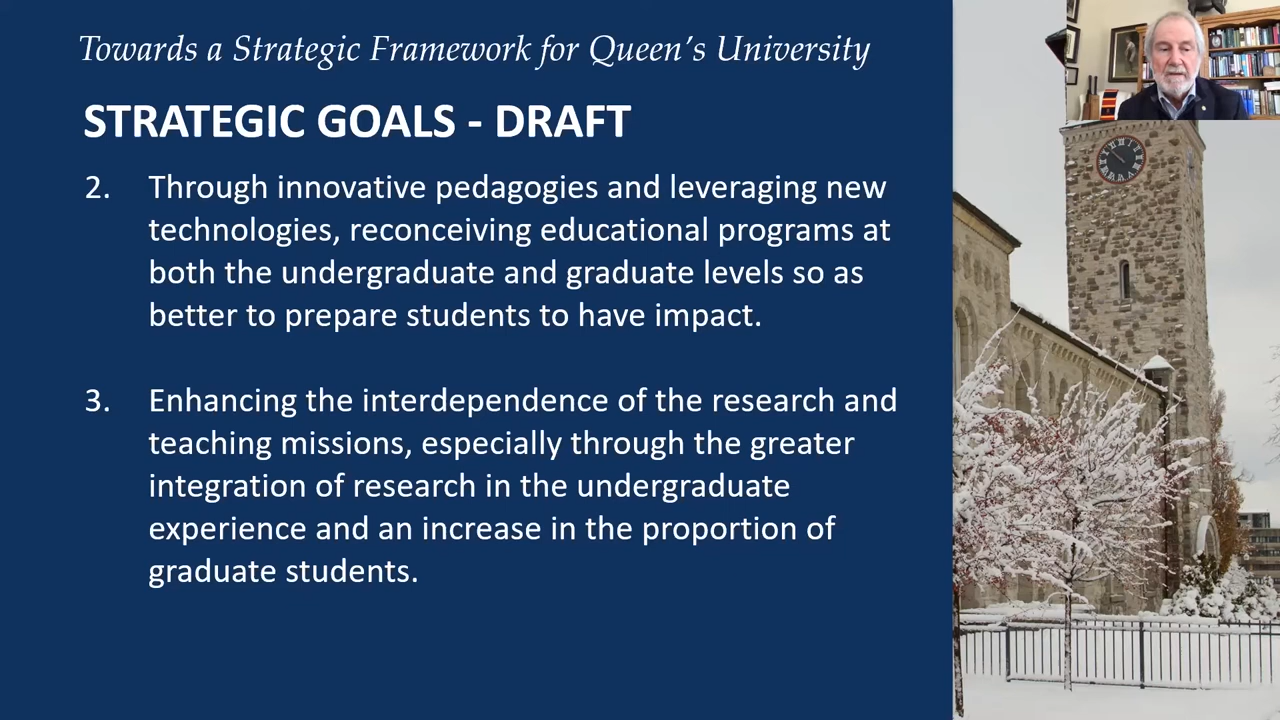 Towards a Strategic Framework for Queen's University
STRATEGIC GOALS - DRAFT
2. Through innovative pedagogies and leveraging new
technologies, reconceiving educational programs at
both the undergraduate and graduate levels so as
better to prepare students to have impact.
3. Enhancing the interdependence of the research and
teaching missions, especially through the greater
integration of research in the undergraduate
experience and an increase in the proportion of
graduate students.